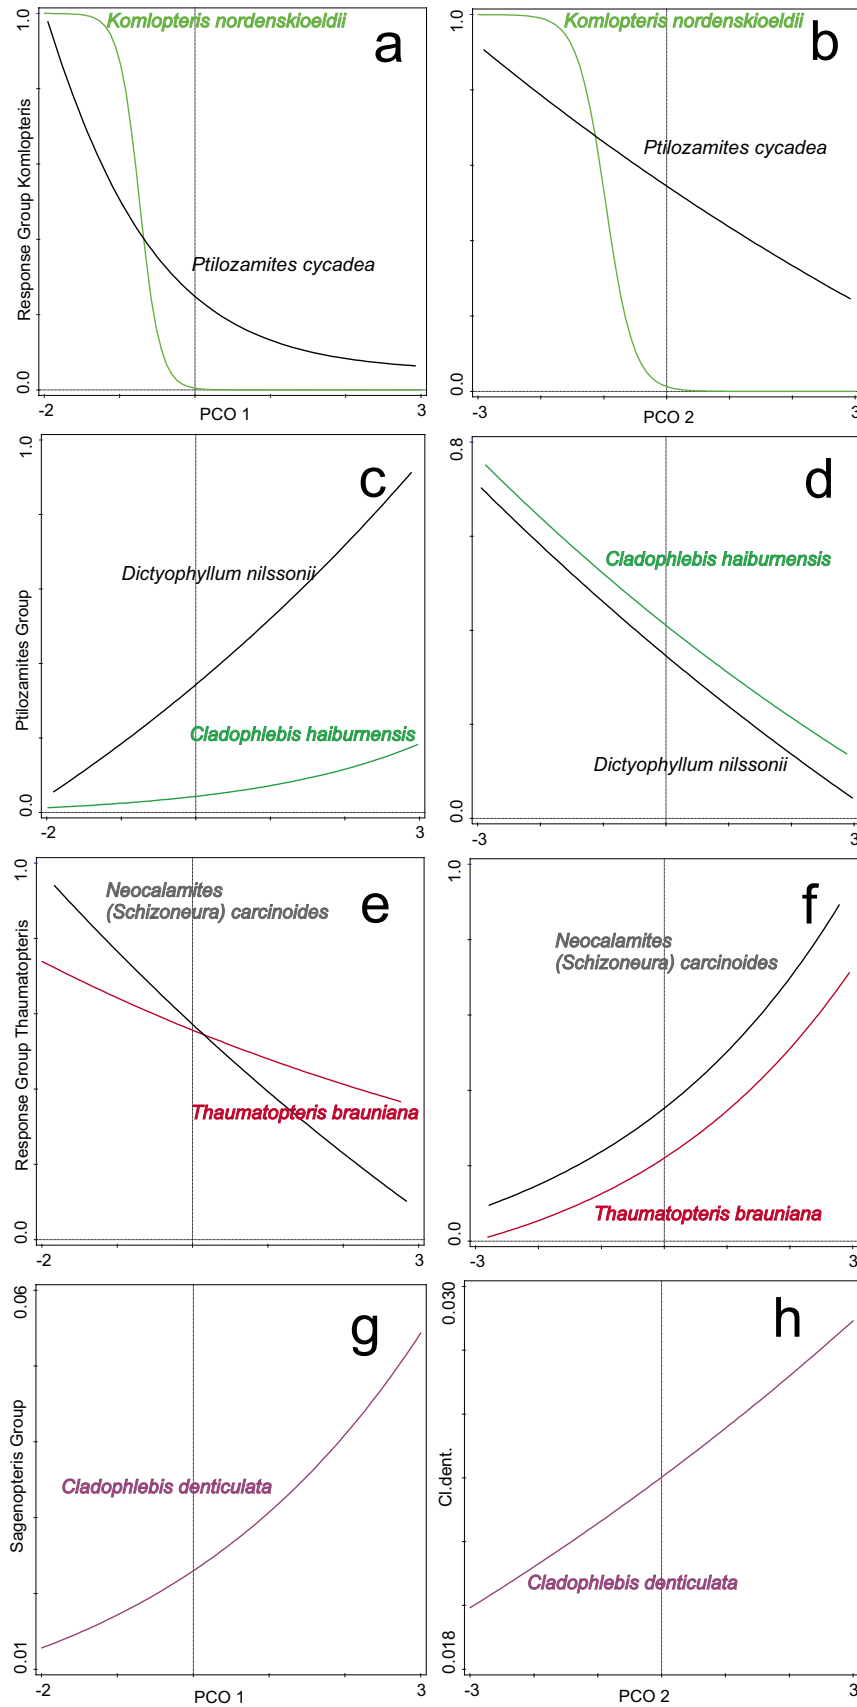 1.0
Komlopteris nordenskioeldii
a
Response Group Komlopteris
Ptilozamites cycadea
0.0
-2
PCO 1
3
1.0
Komlopteris nordenskioeldii
b
Ptilozamites cycadea
0.0
-3
PCO 2
3
1.0
c
Dictyophyllum nilssonii
Ptilozamites Group
Cladophlebis haiburnensis
0.0
-2
3
0.8
d
Cladophlebis haiburnensis
Dictyophyllum nilssonii
0.0
-3
3
1.0
Neocalamites
(Schizoneura) carcinoides
e
Response Group Thaumatopteris
Thaumatopteris brauniana
0.0
-2
3
1.0
f
Neocalamites
(Schizoneura) carcinoides
Thaumatopteris brauniana
0.0
-3
3
0.06
g
Sagenopteris Group
Cladophlebis denticulata
0.01
-2
PCO 1
3
0.030
h
Cl.dent.
Cladophlebis denticulata
0.018
-3
PCO 2
3